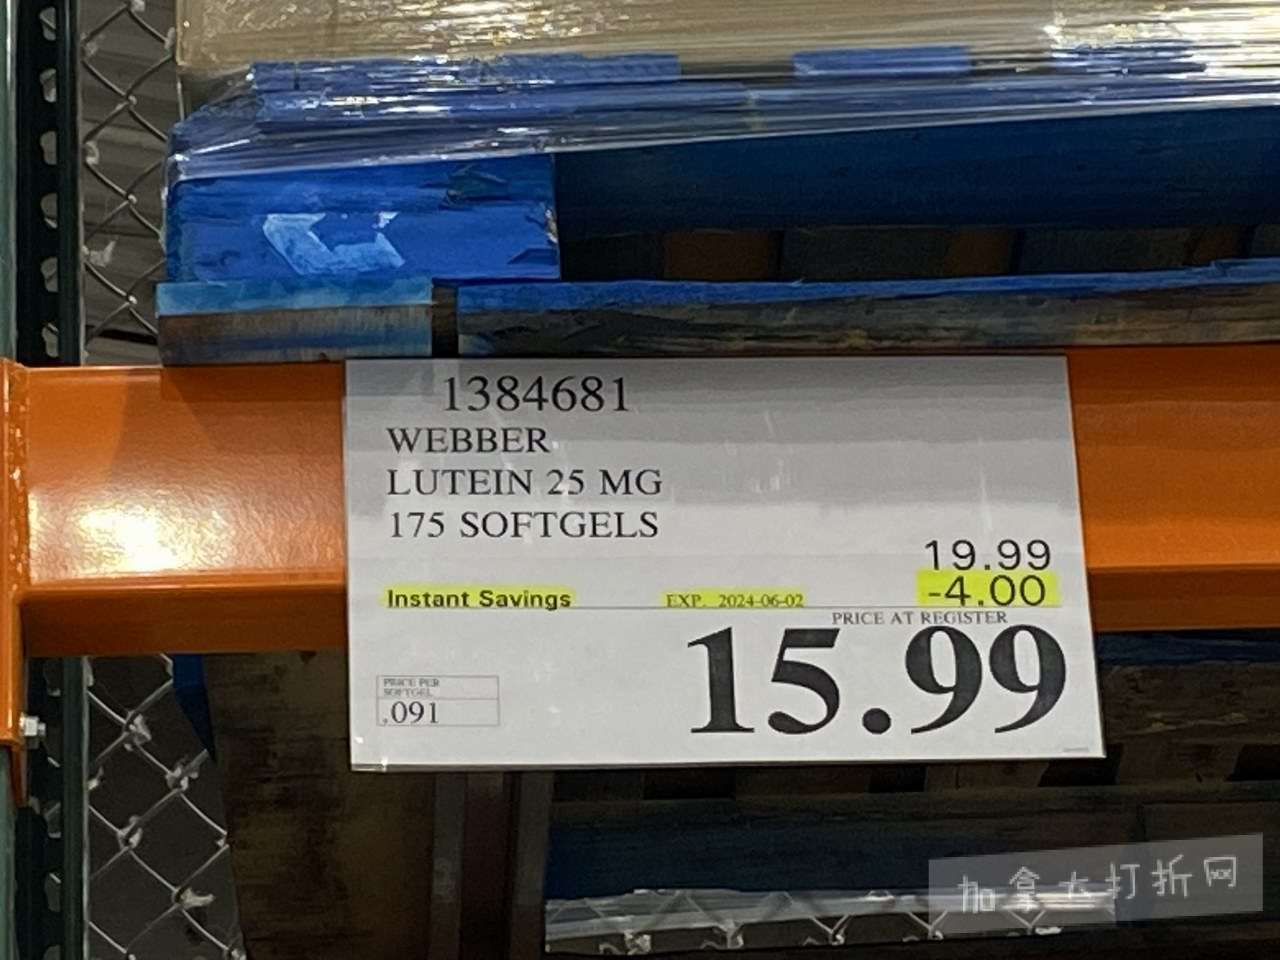 1384681
WEBBER
LUTEIN 25 MG
175 SOFTGELS
19.99
Instant Savings EXP. 2024-06-02 -4.00
PRICE AT REGISTER
15.99
PRICE PER
SOFTGEL
.091
加拿大打折网